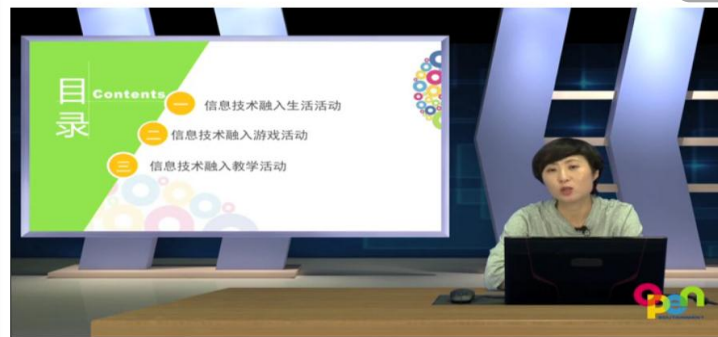 目录
Contents
一 信息技术融入生活活动
二 信息技术融入游戏活动
三 信息技术融入教学活动
open